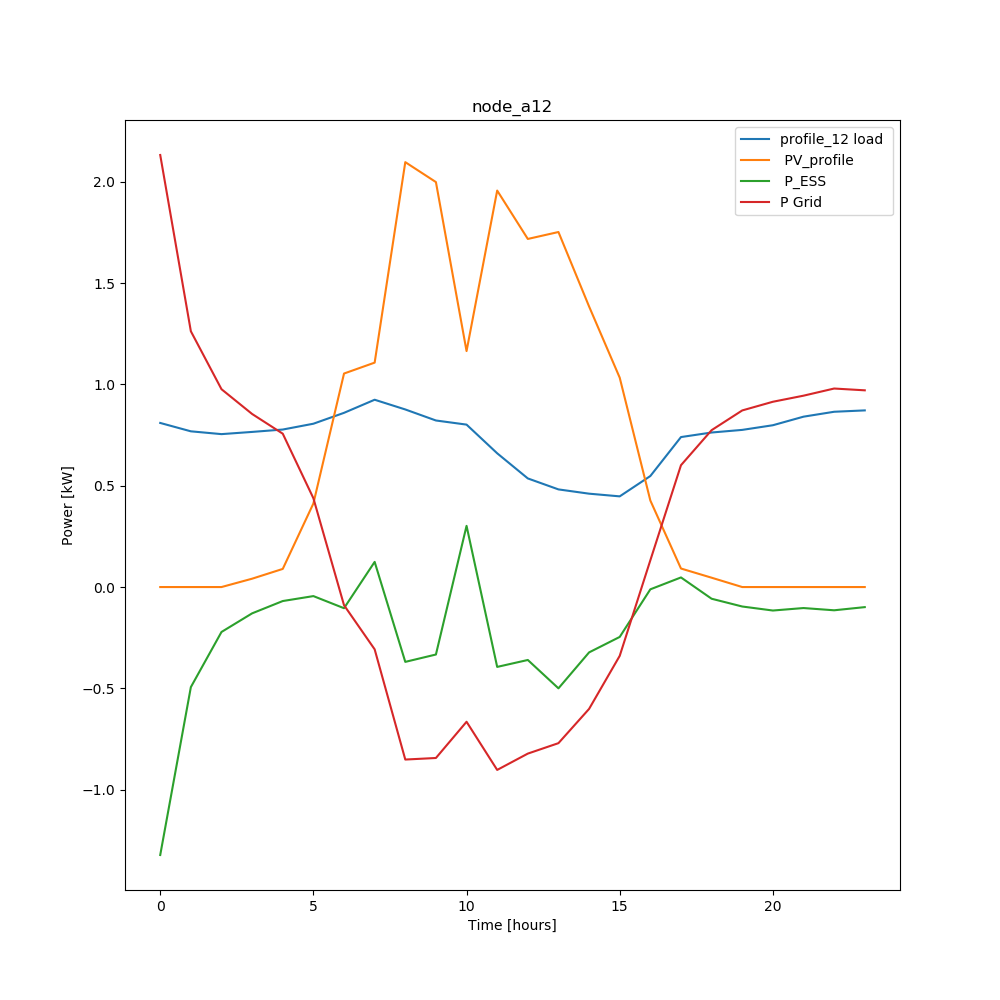 node_a12
profile_12 load
PV_profile
P_ESS
P Grid
2.0
1.5
1.0
0.5
0.0
−0.5
−1.0
Power [kW]
0 5 10 15 20
Time [hours]